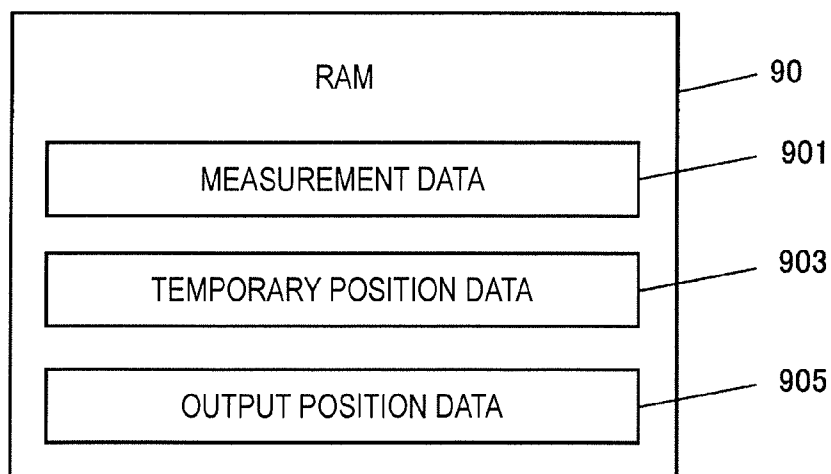 RAM
90
MEASUREMENT DATA
901
TEMPORARY POSITION DATA
903
OUTPUT POSITION DATA
905